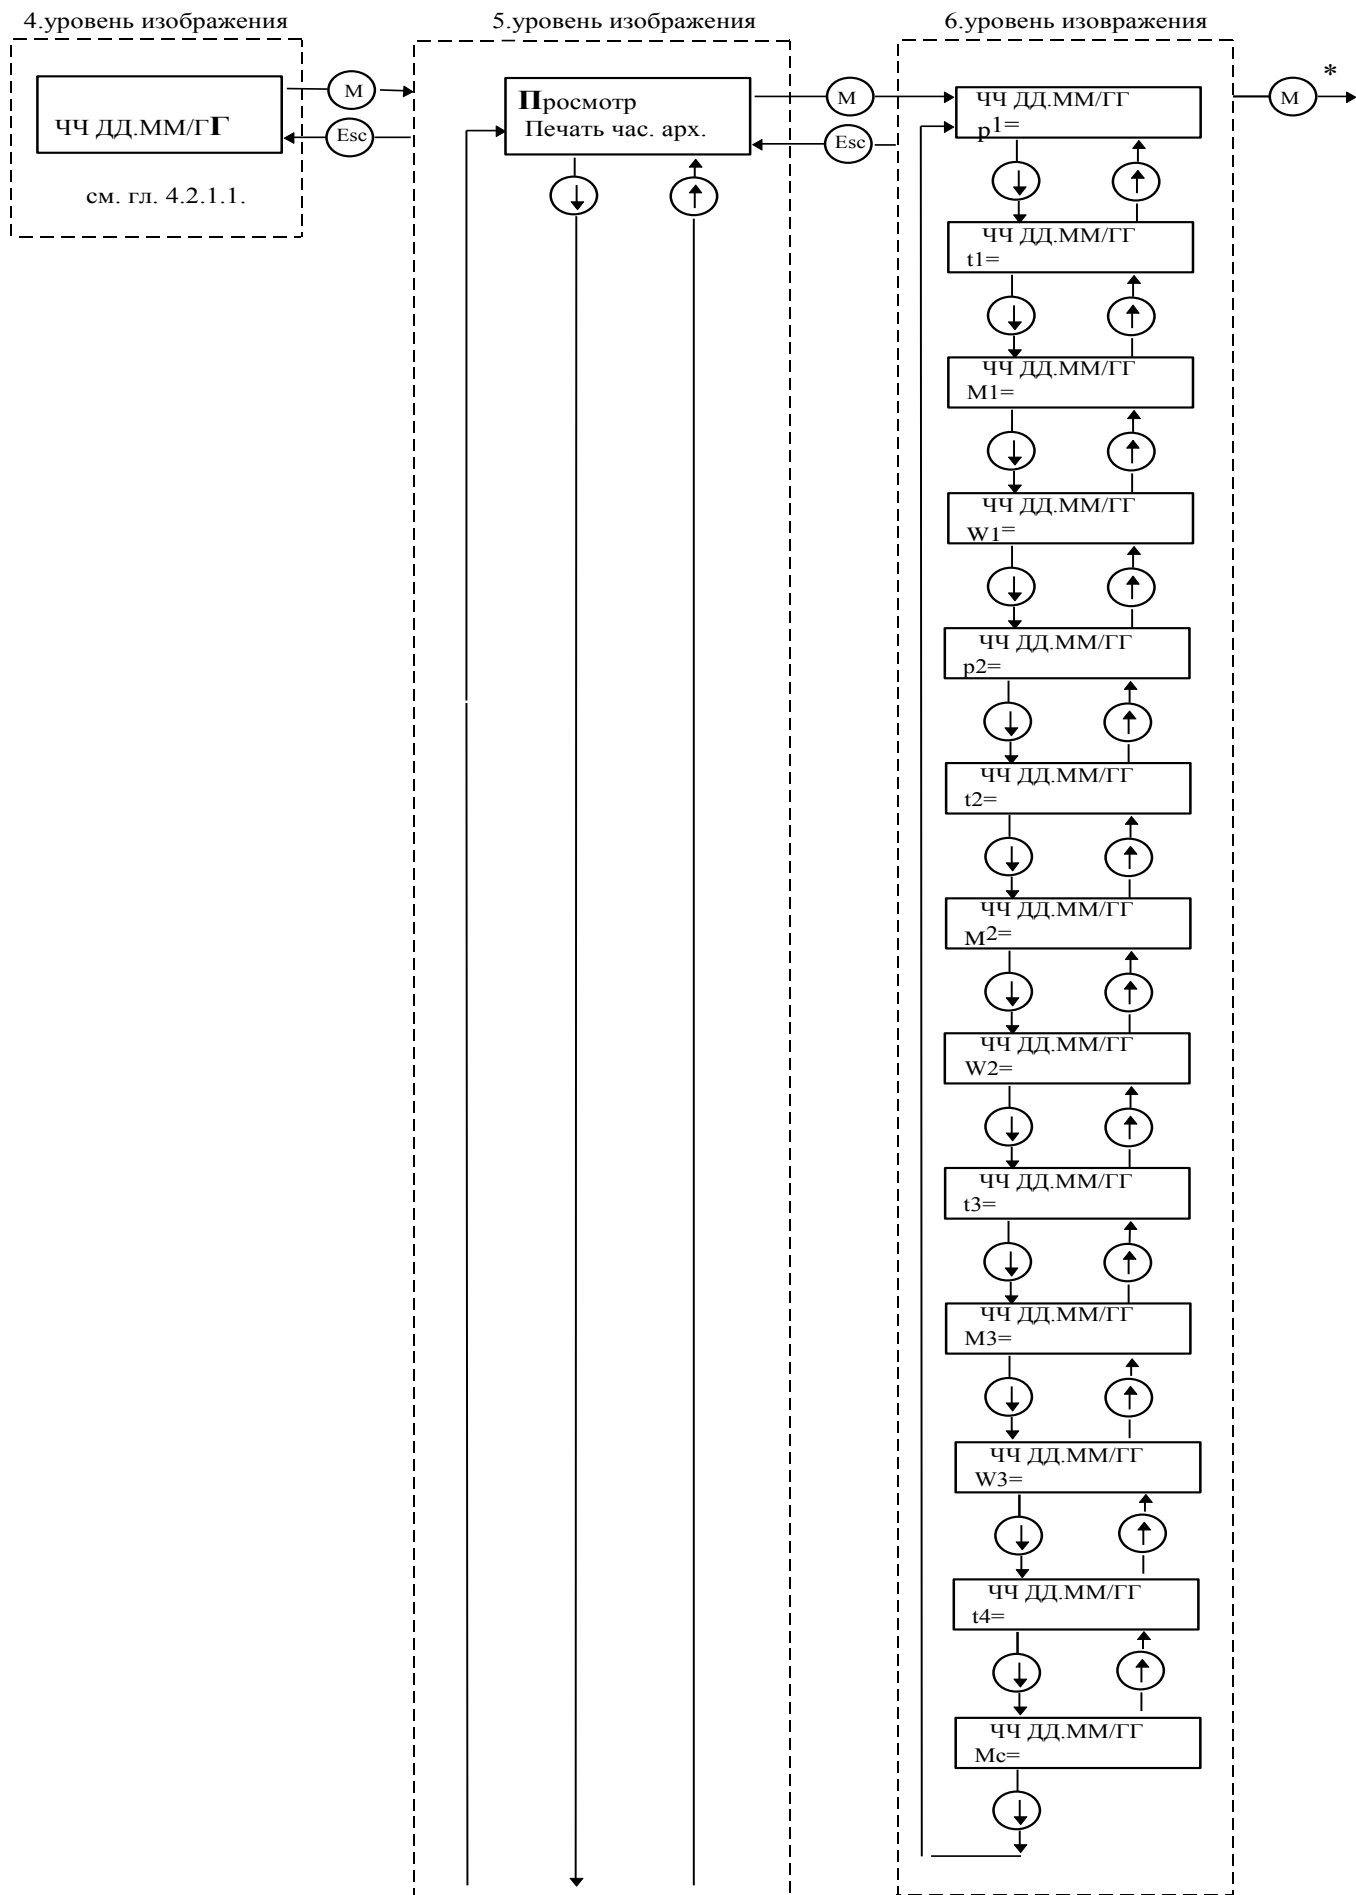 4.уровень изображения
5.уровень изображения
6.уровень изовражения
ЧЧ ДД.ММ/ГГ
см. гл. 4.2.1.1.
М
Esc
Просмотр
Печать час. арх.
М
Esc
ЧЧ ДД.ММ/ГГ
p1=
М
*
ЧЧ ДД.ММ/ГГ
t1=
ЧЧ ДД.ММ/ГГ
M1=
ЧЧ ДД.ММ/ГГ
W1=
ЧЧ ДД.ММ/ГГ
p2=
ЧЧ ДД.ММ/ГГ
t2=
ЧЧ ДД.ММ/ГГ
M2=
ЧЧ ДД.ММ/ГГ
W2=
ЧЧ ДД.ММ/ГГ
t3=
ЧЧ ДД.ММ/ГГ
M3=
ЧЧ ДД.ММ/ГГ
W3=
ЧЧ ДД.ММ/ГГ
t4=
ЧЧ ДД.ММ/ГГ
Mc=